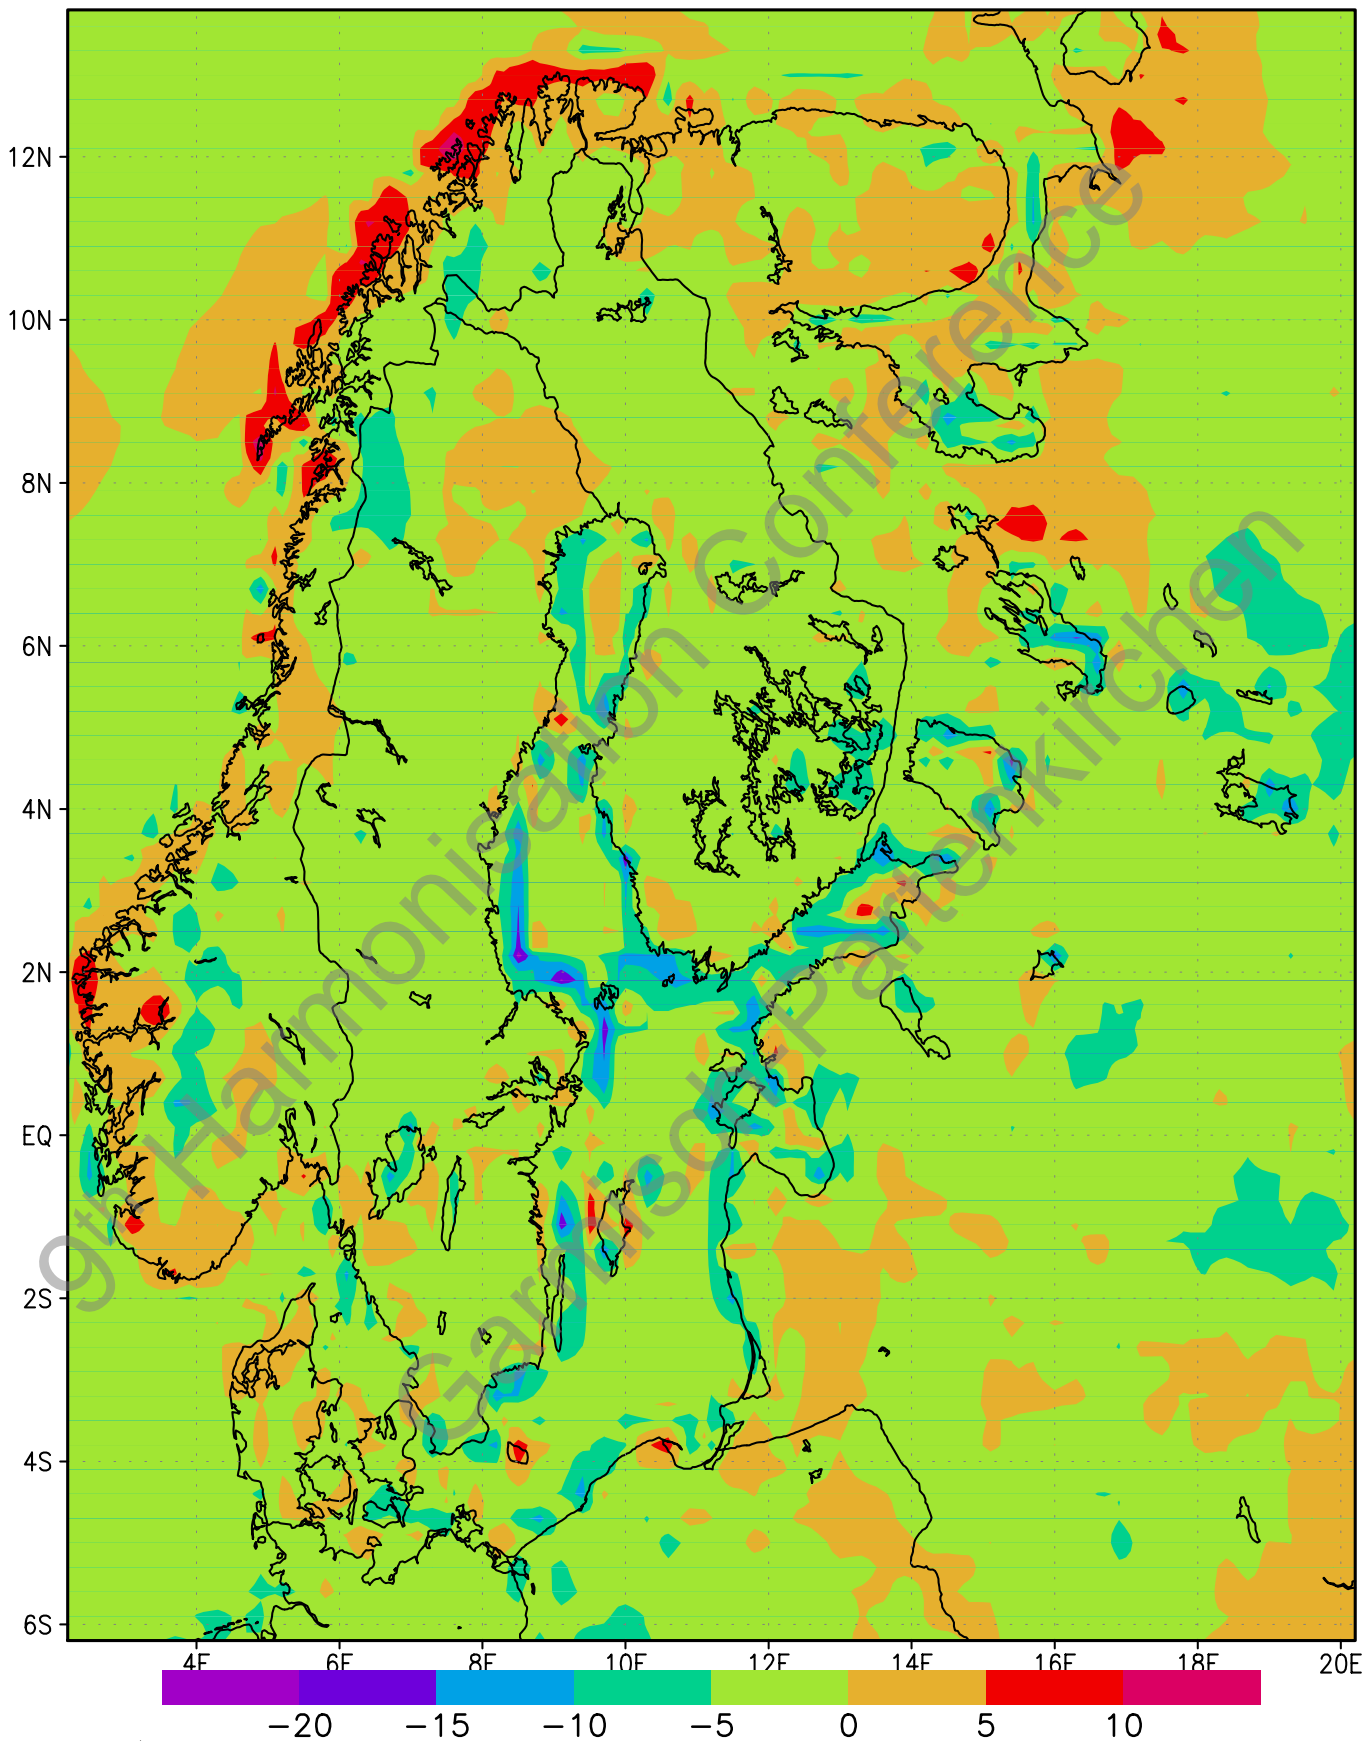 12N
10N
8N
6N
4N
2N
EQ
2S
4S
6S
9th Harmonisation Conference
Garmisch-Partenkirchen
4E 6E 8E 10E 12E 14E 16E 18E 20E
−20 −15 −10 −5 0 5 10